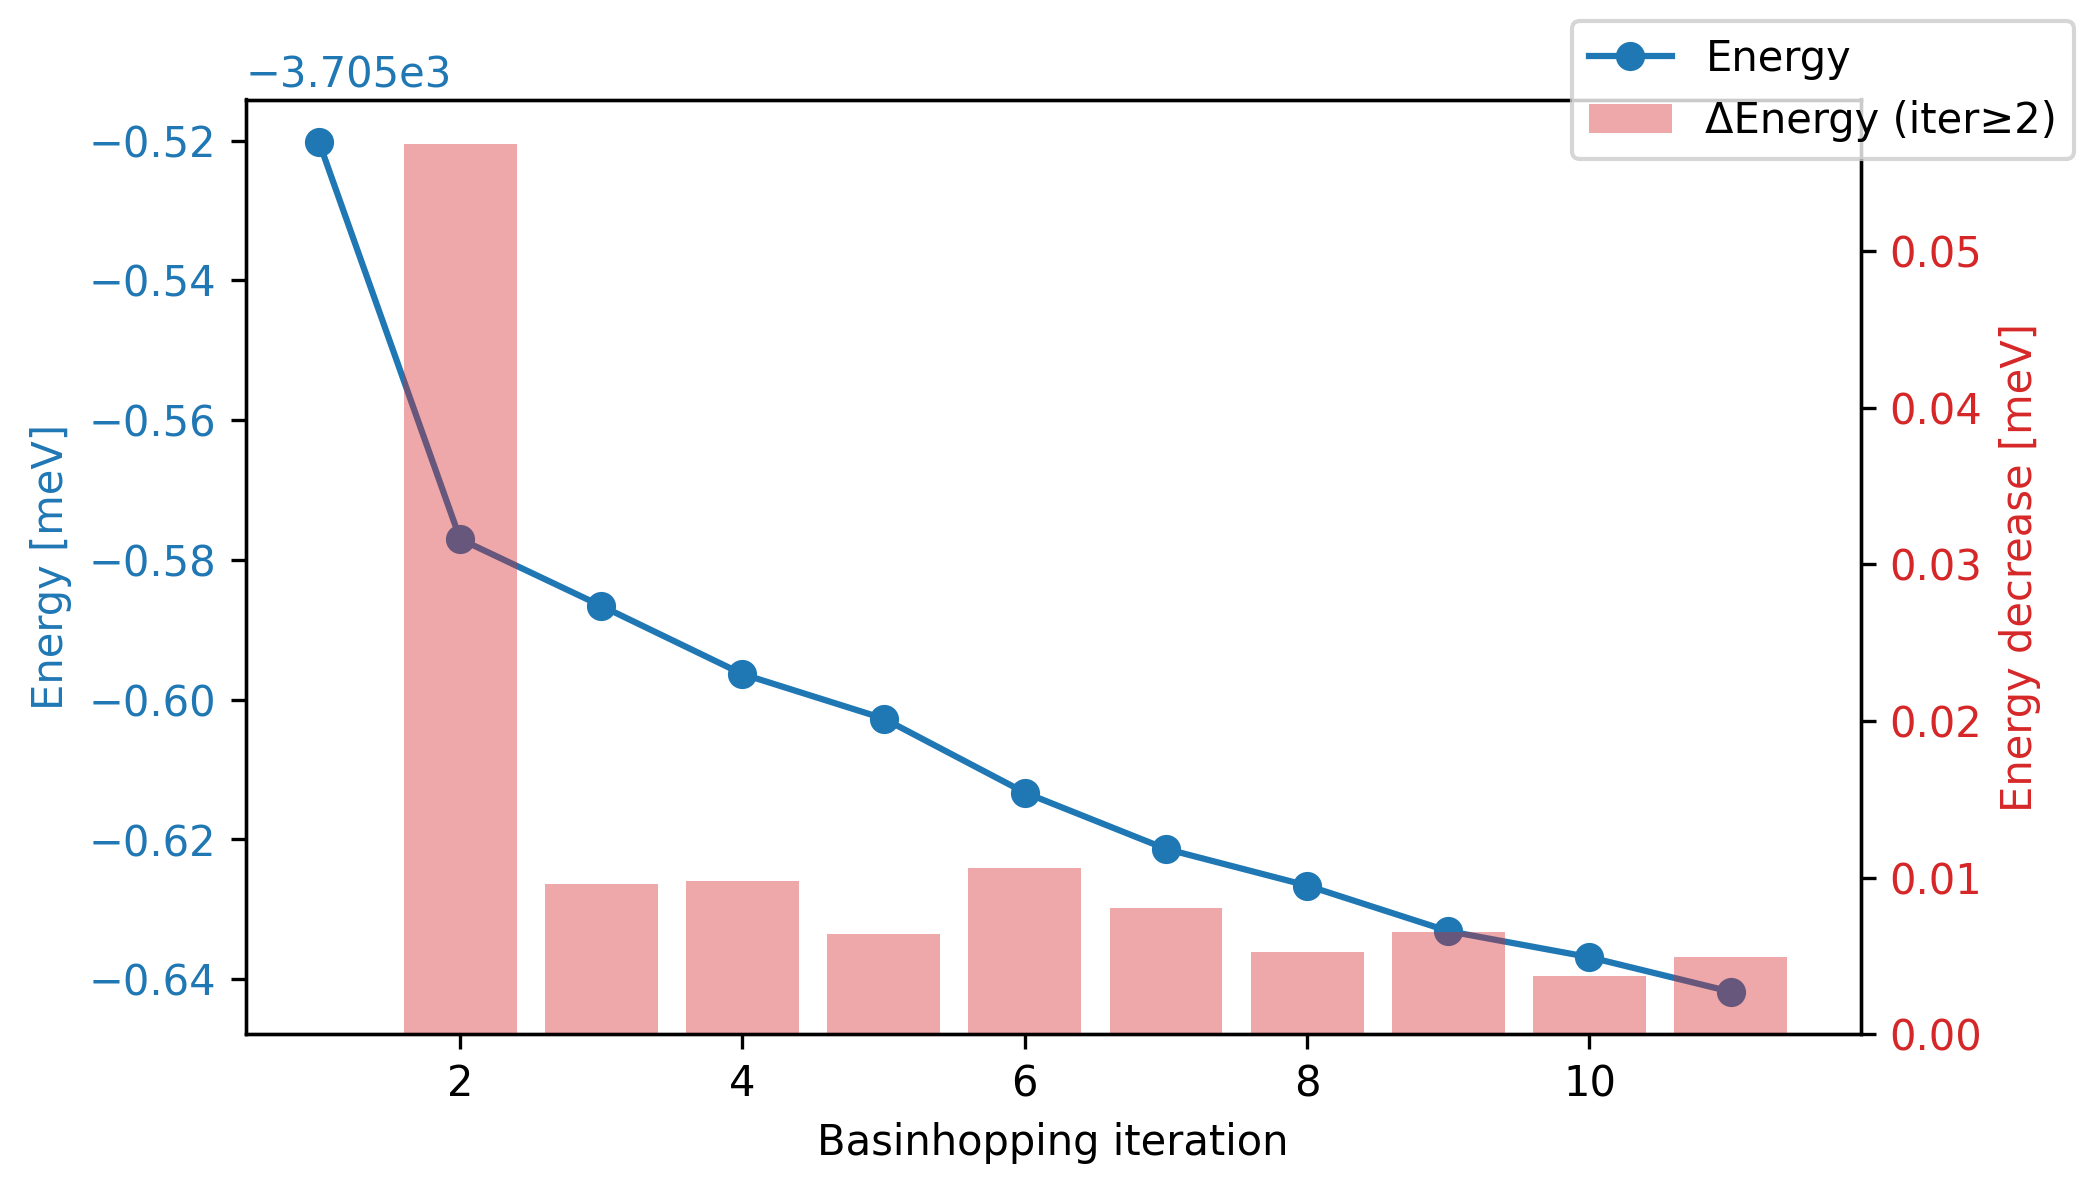 Energy
ΔEnergy (iter≥2)
−3.705e3
−0.52
−0.54
−0.56
−0.58
−0.60
−0.62
−0.64
Energy [meV]
0.05
0.04
0.03
0.02
0.01
0.00
Energy decrease [meV]
2 4 6 8 10
Basinhopping iteration